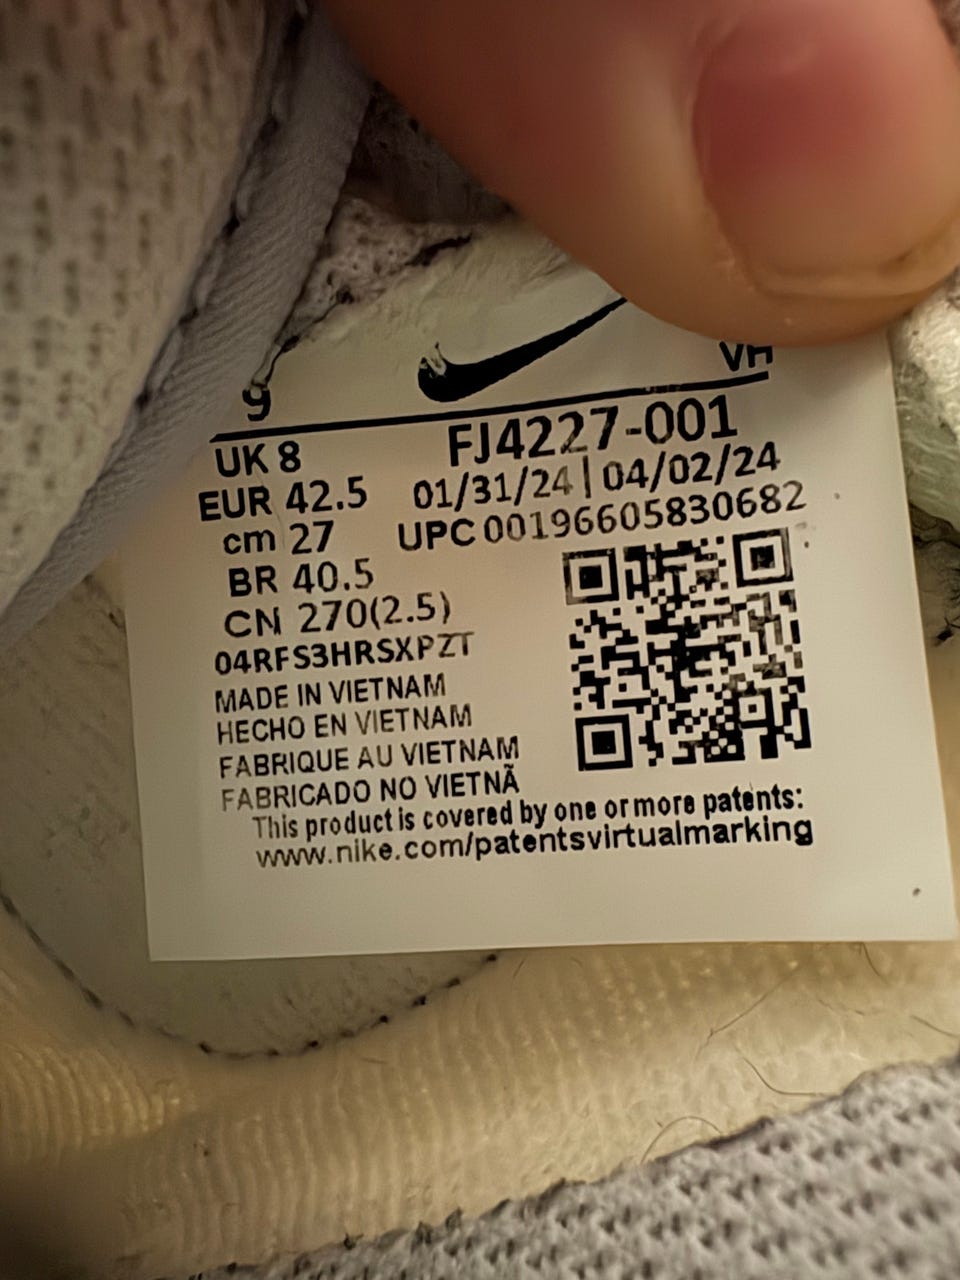 9
VH
UK 8
FJ4227-001
EUR 42.5
01/31/24 | 04/02/24
cm 27
UPC 00196605830682
BR 40.5
CN 270(2.5)
04RFS3HRSXPZT
MADE IN VIETNAM
HECHO EN VIETNAM
FABRIQUE AU VIETNAM
FABRICADO NO VIETNÃ
This product is covered by one or more patents:
www.nike.com/patentsvirtualmarking